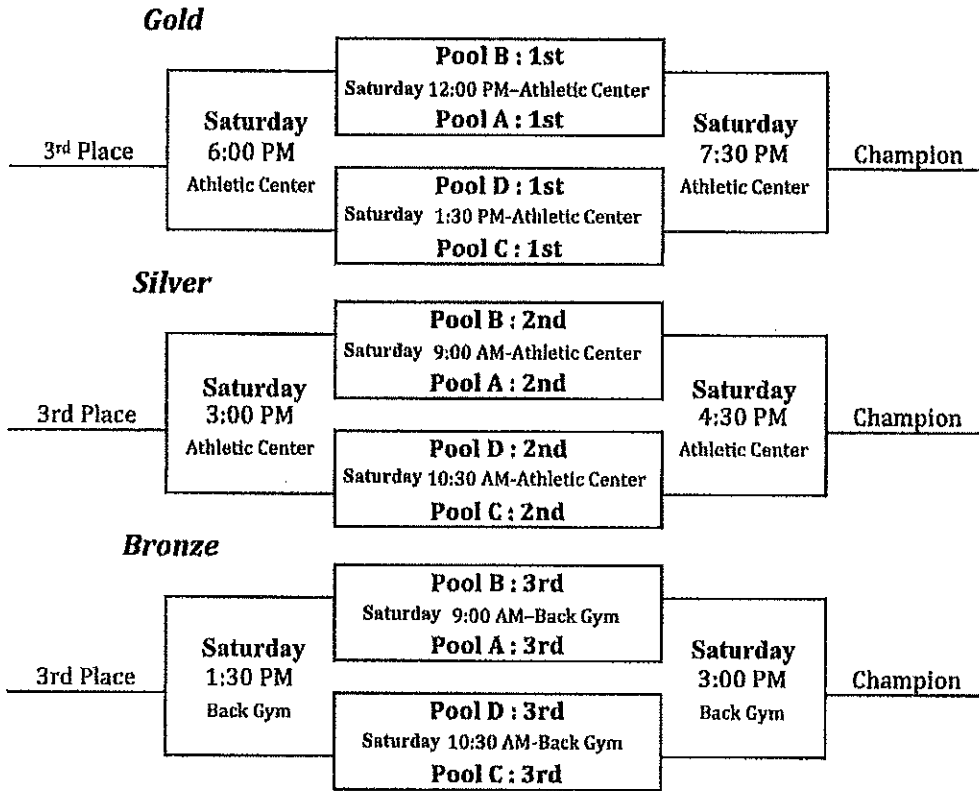 Gold
Pool B : 1st
Saturday 12:00 PM–Athletic Center
Pool A : 1st
Saturday
6:00 PM
Athletic Center
3rd Place
Saturday
7:30 PM
Athletic Center
Champion
Pool D : 1st
Saturday 1:30 PM-Athletic Center
Pool C : 1st
Silver
Pool B : 2nd
Saturday 9:00 AM-Athletic Center
Pool A : 2nd
Saturday
3:00 PM
Athletic Center
3rd Place
Saturday
4:30 PM
Athletic Center
Champion
Pool D : 2nd
Saturday 10:30 AM-Athletic Center
Pool C : 2nd
Bronze
Pool B : 3rd
Saturday 9:00 AM–Back Gym
Pool A : 3rd
Saturday
1:30 PM
Back Gym
3rd Place
Saturday
3:00 PM
Back Gym
Champion
Pool D : 3rd
Saturday 10:30 AM-Back Gym
Pool C : 3rd